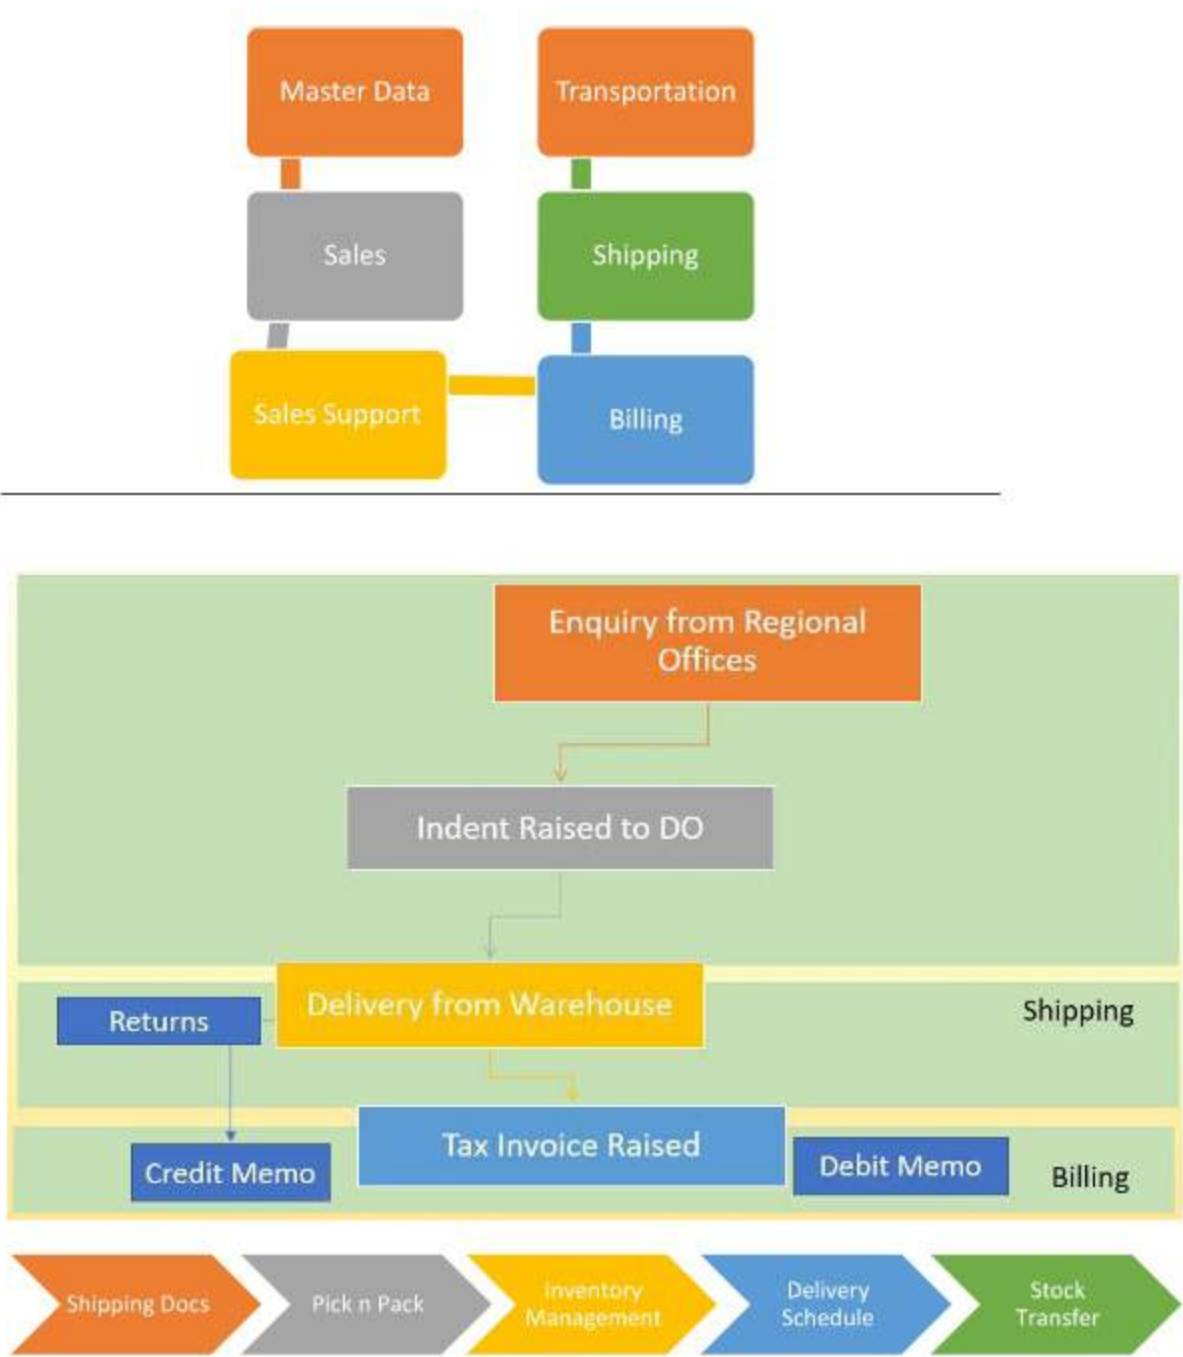 Master Data
Transportation
Sales
Shipping
Sales Support
Billing
Enquiry from Regional
Offices
Indent Raised to DO
Delivery from Warehouse
Returns
Shipping
Tax Invoice Raised
Credit Memo
Debit Memo
Billing
Shipping Docs
Pick n Pack
Inventory
Management
Delivery
Schedule
Stock
Transfer